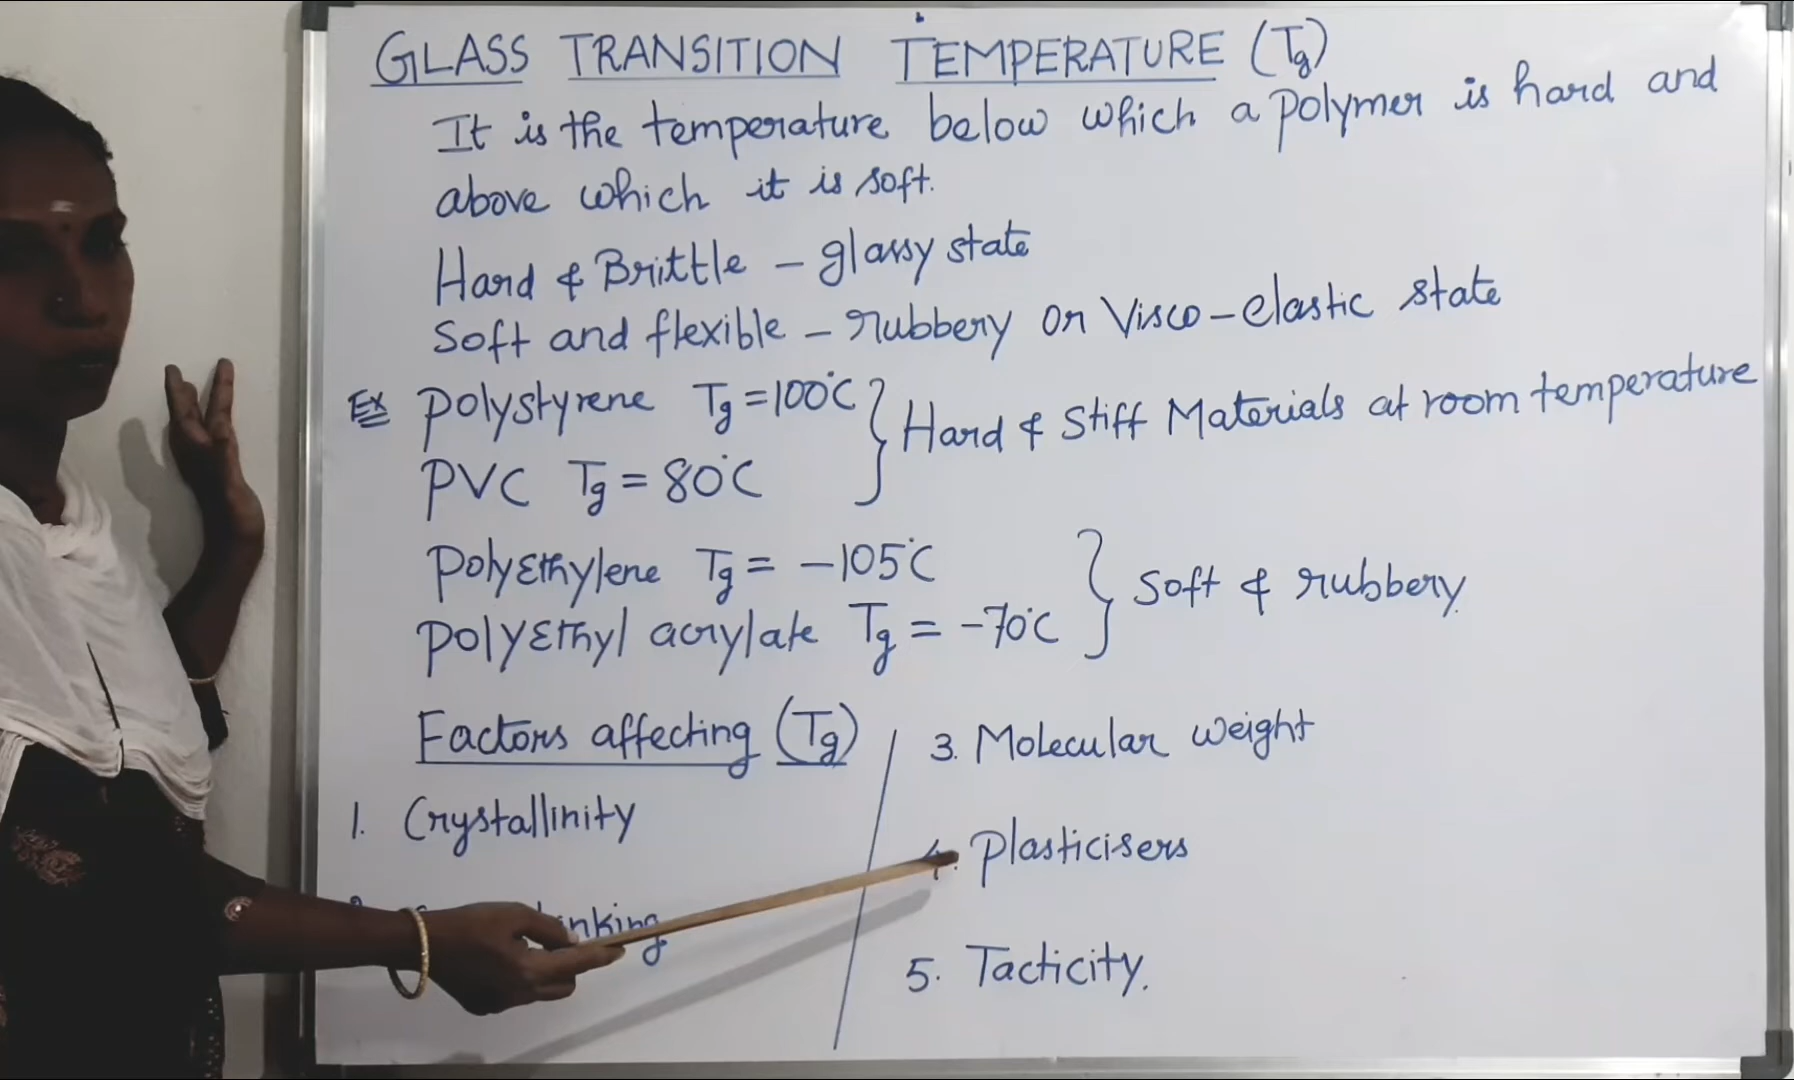 GLASS TRANSITION TEMPERATURE (Tg)
It is the temperature below which a polymer is hard and
above which it is soft.
Hard & Brittle – glassy state
Soft and flexible – rubbery or Visco-elastic state
Ex Polystyrene Tg = 100°C } Hard & Stiff Materials at room temperature
PVC Tg = 80°C
PolyEthylene Tg = –105°C } Soft & rubbery.
PolyEthyl acrylate Tg = –70°C
Factors affecting (Tg)
1. Crystallinity
3. Molecular weight
Plasticisers
5. Tacticity.